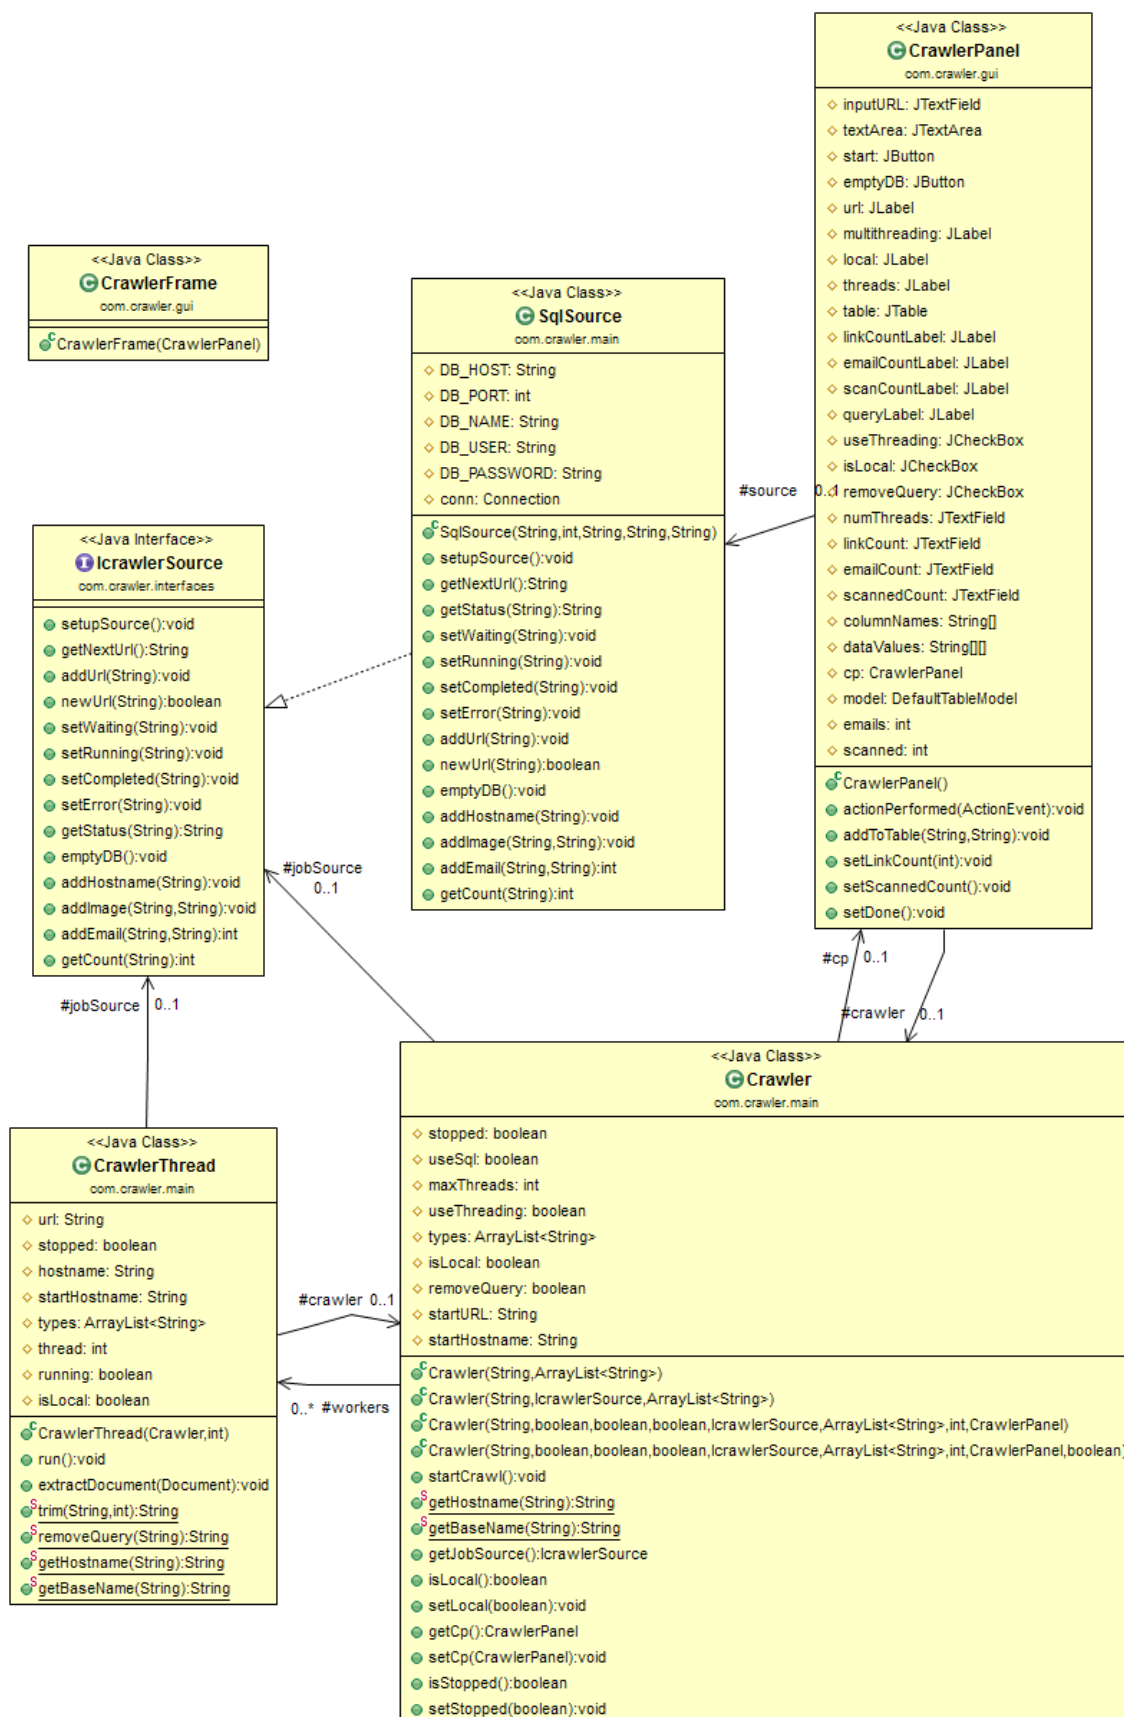 <<Java Class>>
CrawlerPanel
com.crawler.gui
inputURL: JTextField
textArea: JTextArea
start: JButton
emptyDB: JButton
url: JLabel
multithreading: JLabel
local: JLabel
threads: JLabel
table: JTable
linkCountLabel: JLabel
emailCountLabel: JLabel
scanCountLabel: JLabel
queryLabel: JLabel
useThreading: JCheckBox
isLocal: JCheckBox
removeQuery: JCheckBox
numThreads: JTextField
linkCount: JTextField
emailCount: JTextField
scannedCount: JTextField
columnNames: String[]
dataValues: String[][]
cp: CrawlerPanel
model: DefaultTableModel
emails: int
scanned: int
CrawlerPanel()
actionPerformed(ActionEvent):void
addToTable(String,String):void
setLinkCount(int):void
setScannedCount():void
setDone():void
<<Java Class>>
CrawlerFrame
com.crawler.gui
CrawlerFrame(CrawlerPanel)
<<Java Class>>
SqlSource
com.crawler.main
DB_HOST: String
DB_PORT: int
DB_NAME: String
DB_USER: String
DB_PASSWORD: String
conn: Connection
SqlSource(String,int,String,String,String)
setupSource():void
getNextUrl():String
getStatus(String):String
setWaiting(String):void
setRunning(String):void
setCompleted(String):void
setError(String):void
addUrl(String):void
newUrl(String):boolean
emptyDB():void
addHostname(String):void
addImage(String,String):void
addEmail(String,String):int
getCount(String):int
#source 0..1
<<Java Interface>>
IcrawlerSource
com.crawler.interfaces
setupSource():void
getNextUrl():String
addUrl(String):void
newUrl(String):boolean
setWaiting(String):void
setRunning(String):void
setCompleted(String):void
setError(String):void
getStatus(String):String
emptyDB():void
addHostname(String):void
addImage(String,String):void
addEmail(String,String):int
getCount(String):int
#jobSource
0..1
#cp 0..1
#jobSource 0..1
#crawler 0..1
<<Java Class>>
Crawler
com.crawler.main
stopped: boolean
useSql: boolean
maxThreads: int
useThreading: boolean
types: ArrayList<String>
isLocal: boolean
removeQuery: boolean
startURL: String
startHostname: String
Crawler(String,ArrayList<String>)
Crawler(String,IcrawlerSource,ArrayList<String>)
Crawler(String,boolean,boolean,boolean,IcrawlerSource,ArrayList<String>,int,CrawlerPanel)
Crawler(String,boolean,boolean,boolean,IcrawlerSource,ArrayList<String>,int,CrawlerPanel,boolean)
startCrawl():void
getHostname(String):String
getBaseName(String):String
getJobSource():IcrawlerSource
isLocal():boolean
setLocal(boolean):void
getCp():CrawlerPanel
setCp(CrawlerPanel):void
isStopped():boolean
setStopped(boolean):void
<<Java Class>>
CrawlerThread
com.crawler.main
url: String
stopped: boolean
hostname: String
startHostname: String
types: ArrayList<String>
thread: int
running: boolean
isLocal: boolean
CrawlerThread(Crawler,int)
run():void
extractDocument(Document):void
trim(String,int):String
removeQuery(String):String
getHostname(String):String
getBaseName(String):String
#crawler 0..1
0..* #workers